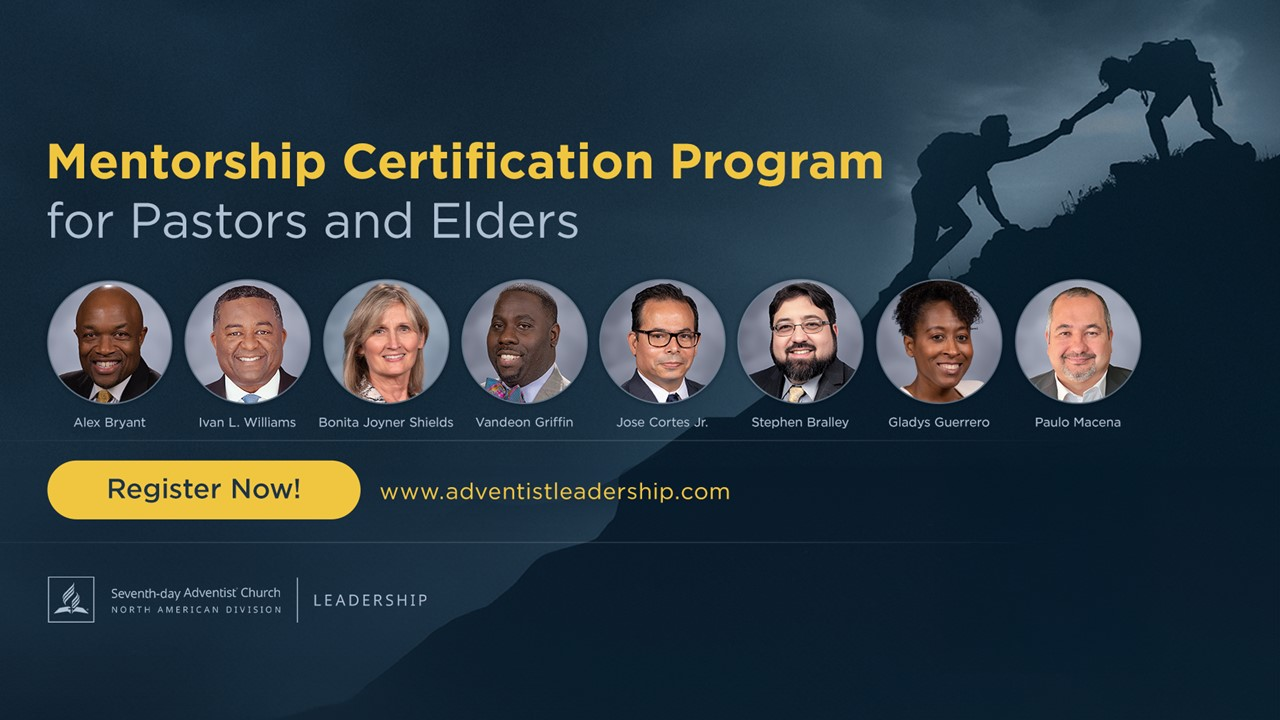 Mentorship Certification Program
for Pastors and Elders
Alex Bryant
Ivan L. Williams
Bonita Joyner Shields
Vandeon Griffin
Jose Cortes Jr.
Stephen Bralley
Gladys Guerrero
Paulo Macena
Register Now!
www.adventistleadership.com
Seventh-day Adventist® Church
NORTH AMERICAN DIVISION
LEADERSHIP